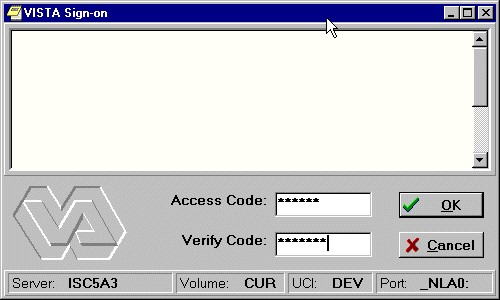 VISTA Sign-on
Access Code: ******
OK
Verify Code: *******
Cancel
Server: ISC5A3 Volume: CUR UCI: DEV Port: _NLA0: